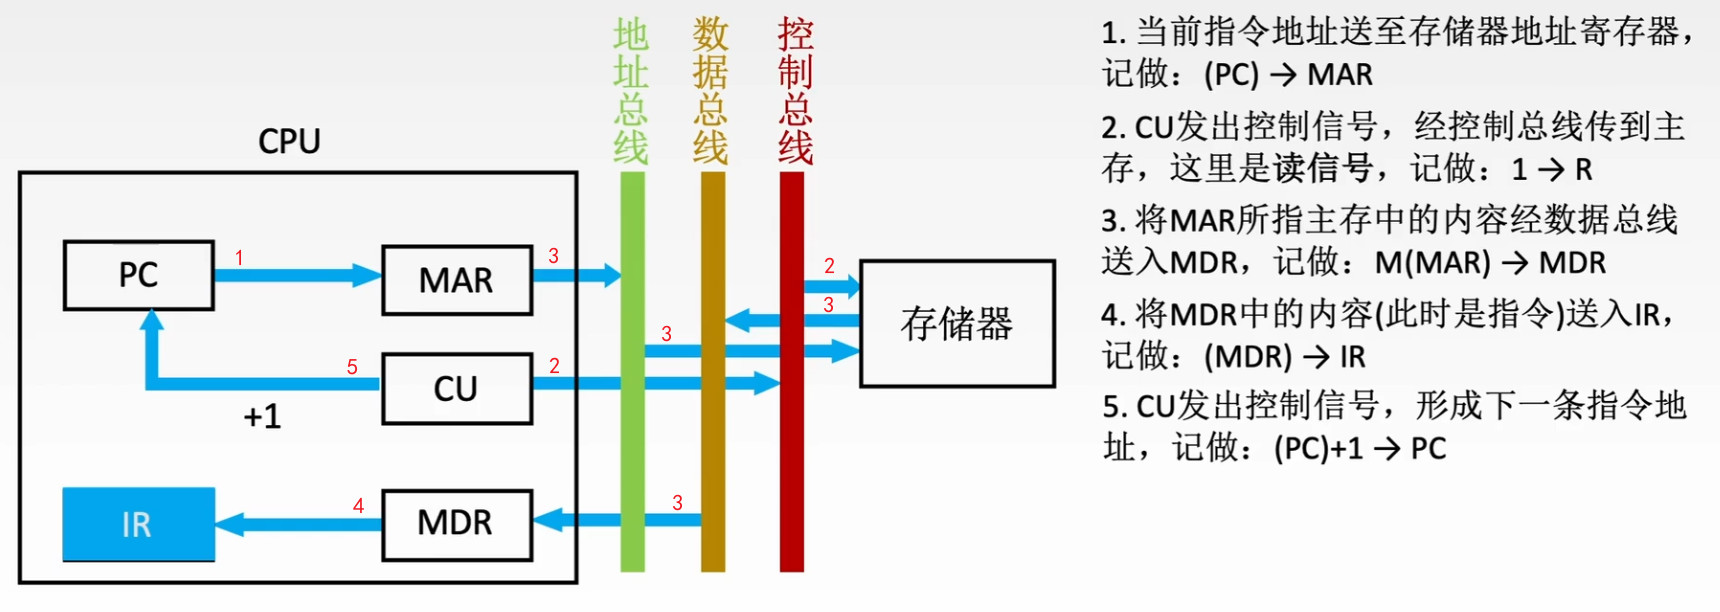 地址总线
数据总线
控制总线
CPU
PC
1
MAR
3
2
3
存储器
3
5
CU
2
+1
IR
4
MDR
3
1. 当前指令地址送至存储器地址寄存器，
记做：(PC) → MAR
2. CU发出控制信号，经控制总线传到主
存，这里是读信号，记做：1 → R
3. 将MAR所指主存中的内容经数据总线
送入MDR，记做：M(MAR) → MDR
4. 将MDR中的内容(此时是指令)送入IR，
记做：(MDR) → IR
5. CU发出控制信号，形成下一条指令地
址，记做：(PC)+1 → PC